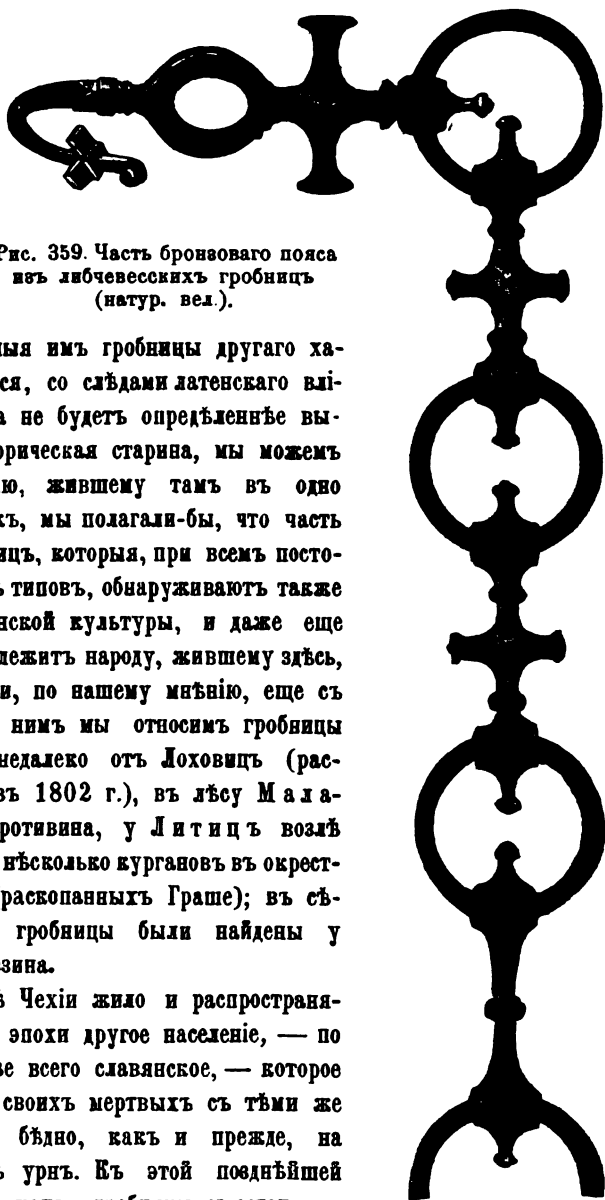 Рис. 359. Часть бронзоваго пояса
изъ либчевесскихъ гробницъ
(натур. вел.).
ныя имъ гробницы другаго ха-
ся, со слѣдами латенскаго влі-
а не будетъ опредѣленнѣе вы-
орическая старина, мы можемъ
ю, жившему тамъ въ одно
къ, мы полагали-бы, что часть
ицъ, которыя, при всемъ посто-
ь типовъ, обнаруживаютъ также
нской культуры, и даже еще
лежитъ народу, жившему здѣсь,
и, по нашему мнѣнію, еще съ
нимъ мы относимъ гробницы
недалеко отъ Лоховицъ (рас-
въ 1802 г.), въ лѣсу Мала-
ротивина, у Литицъ возлѣ
нѣсколько кургановъ въ окрест-
раскопанныхъ Граше); въ сѣ-
гробницы были найдены у
зина.
ѣ Чехіи жило и распространя-
эпохи другое населеніе, — по
ве всего славянское, — которое
своихъ мертвыхъ съ тѣми же
бѣдно, какъ и прежде, на
ь урнъ. Къ этой позднѣйшей